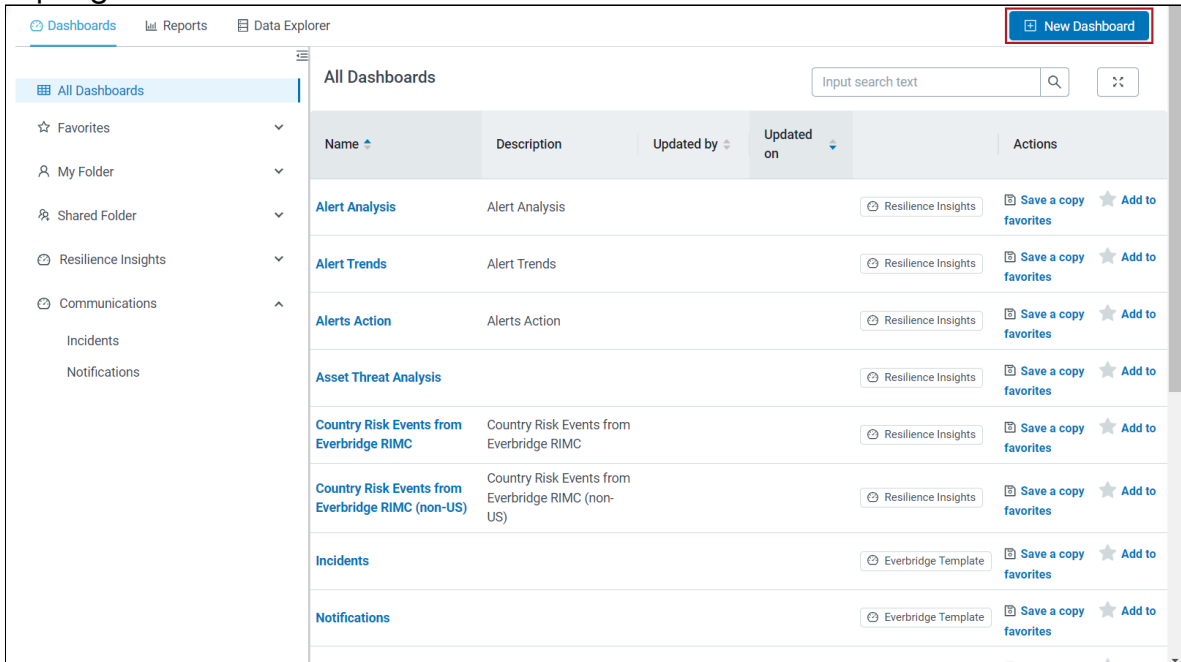 Dashboards Reports Data Explorer New Dashboard
All Dashboards
Favorites
My Folder
Shared Folder
Resilience Insights
Communications
Incidents
Notifications
All Dashboards Input search text
Name Description Updated by Updated on Actions
Alert Analysis Alert Analysis Resilience Insights Save a copy Add to
favorites
Alert Trends Alert Trends Resilience Insights Save a copy Add to
favorites
Alerts Action Alerts Action Resilience Insights Save a copy Add to
favorites
Asset Threat Analysis Resilience Insights Save a copy Add to
favorites
Country Risk Events from Country Risk Events from Resilience Insights Save a copy Add to
Everbridge RIMC Everbridge RIMC favorites
Country Risk Events from Country Risk Events from Resilience Insights Save a copy Add to
Everbridge RIMC (non-US) Everbridge RIMC (non- favorites
US)
Incidents Everbridge Template Save a copy Add to
favorites
Notifications Everbridge Template Save a copy Add to
favorites